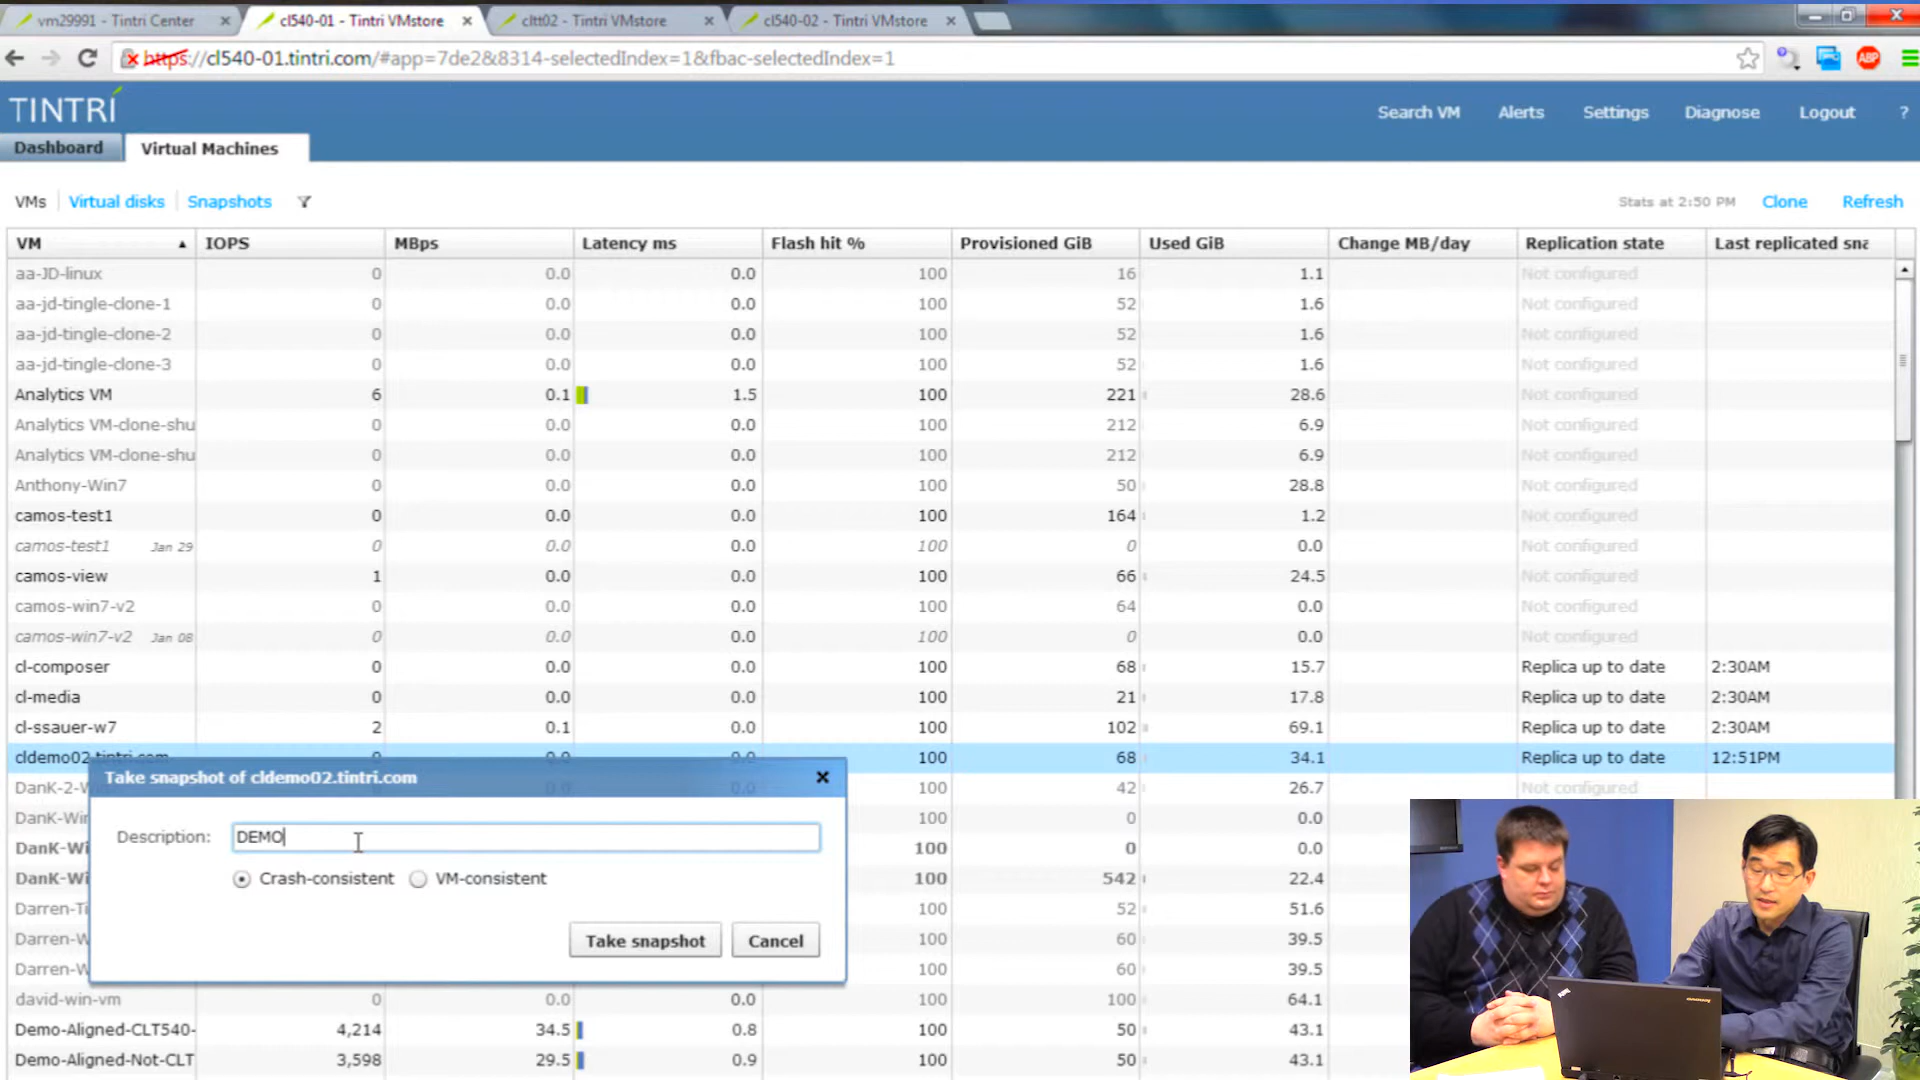 vm29991 - Tintri Center × cl540-01 - Tintri VMstore × cltt02 - Tintri VMstore × cl540-02 - Tintri VMstore ×
https://cl540-01.tintri.com/#app=7de2&8314-selectedIndex=1&fbac-selectedIndex=1 ABP
TINTRI
Search VM Alerts Settings Diagnose Logout ?
Dashboard Virtual Machines
VMs Virtual disks Snapshots Stats at 2:50 PM Clone Refresh
VM IOPS MBps Latency ms Flash hit % Provisioned GiB Used GiB Change MB/day Replication state Last replicated sna
aa-JD-linux 0 0.0 0.0 100 16 1.1 Not configured
aa-jd-tingle-clone-1 0 0.0 0.0 100 52 1.6 Not configured
aa-jd-tingle-clone-2 0 0.0 0.0 100 52 1.6 Not configured
aa-jd-tingle-clone-3 0 0.0 0.0 100 52 1.6 Not configured
Analytics VM 6 0.1 1.5 100 221 28.6 Not configured
Analytics VM-clone-shu 0 0.0 0.0 100 212 6.9 Not configured
Analytics VM-clone-shu 0 0.0 0.0 100 212 6.9 Not configured
Anthony-Win7 0 0.0 0.0 100 50 28.8 Not configured
camos-test1 0 0.0 0.0 100 164 1.2 Not configured
camos-test1 Jan 29 0 0.0 0.0 100 0 0.0 Not configured
camos-view 1 0.0 0.0 100 66 24.5 Not configured
camos-win7-v2 0 0.0 0.0 100 64 0.0 Not configured
camos-win7-v2 Jan 08 0 0.0 0.0 100 0 0.0 Not configured
cl-composer 0 0.0 0.0 100 68 15.7 Replica up to date 2:30AM
cl-media 0 0.0 0.0 100 21 17.8 Replica up to date 2:30AM
cl-ssauer-w7 2 0.1 0.0 100 102 69.1 Replica up to date 2:30AM
cldemo02.tintri.com 0 0.0 0.0 100 68 34.1 Replica up to date 12:51PM
Take snapshot of cldemo02.tintri.com ×
DanK-2-W 100 42 26.7
DanK-Wi 100 0 0.0
Description: DEMO
DanK-Wi 100 0 0.0
DanK-Wi 100 542 22.4
Crash-consistent VM-consistent
Darren-Ti 100 52 51.6
Darren-W 100 60 39.5
Take snapshot Cancel
Darren-W 100 60 39.5
david-win-vm 0 0.0 0.0 100 100 64.1
Demo-Aligned-CLT540- 4,214 34.5 0.8 100 50 43.1
Demo-Aligned-Not-CLT 3,598 29.5 0.9 100 50 43.1